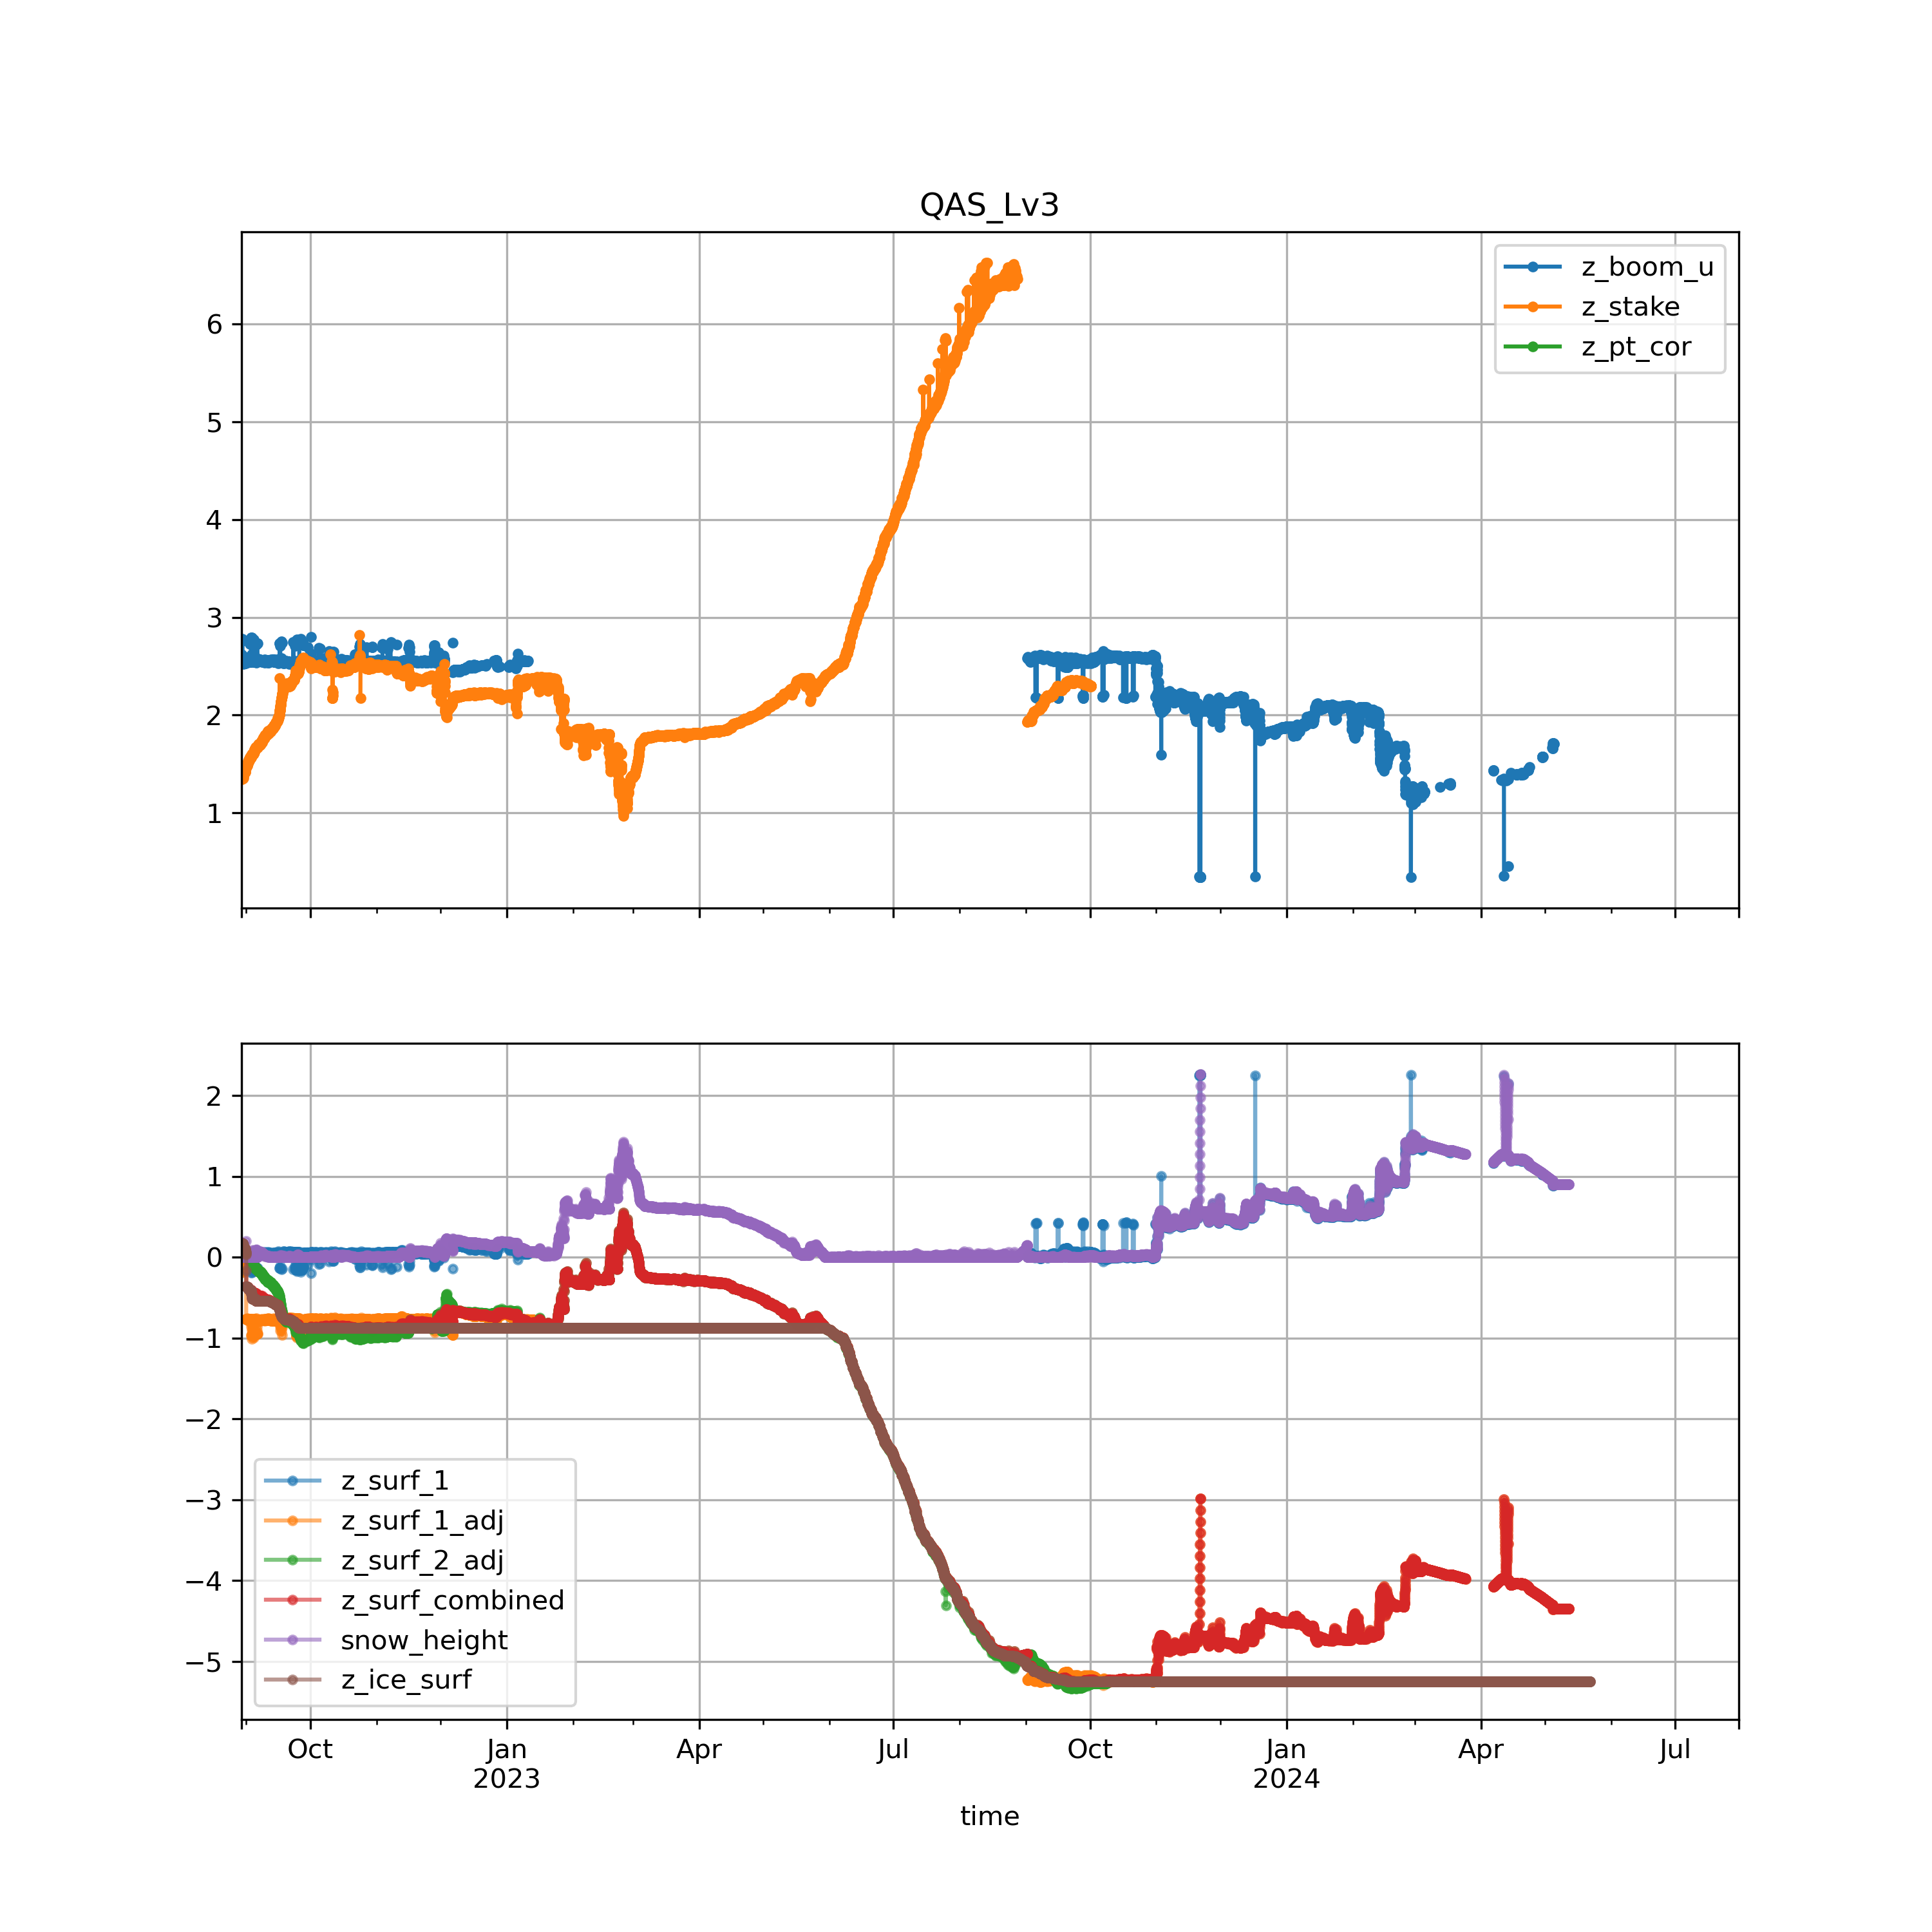 QAS_Lv3
z_boom_u
z_stake
z_pt_cor
6
5
4
3
2
1
2
1
0
−1
−2
−3
−4
−5
z_surf_1
z_surf_1_adj
z_surf_2_adj
z_surf_combined
snow_height
z_ice_surf
Oct Jan Apr Jul Oct Jan Apr Jul
2023 2024
time